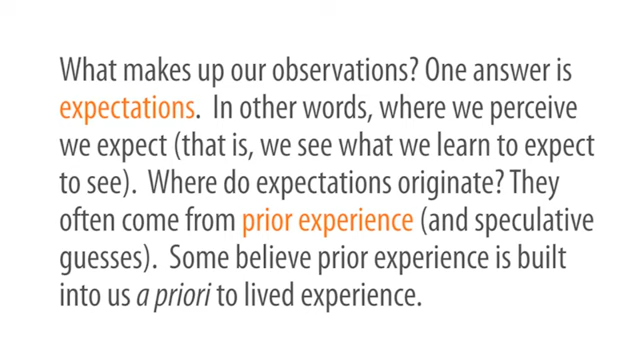 What makes up our observations? One answer is
expectations. In other words, where we perceive
we expect (that is, we see what we learn to expect
to see). Where do expectations originate? They
often come from prior experience (and speculative
guesses). Some believe prior experience is built
into us a priori to lived experience.